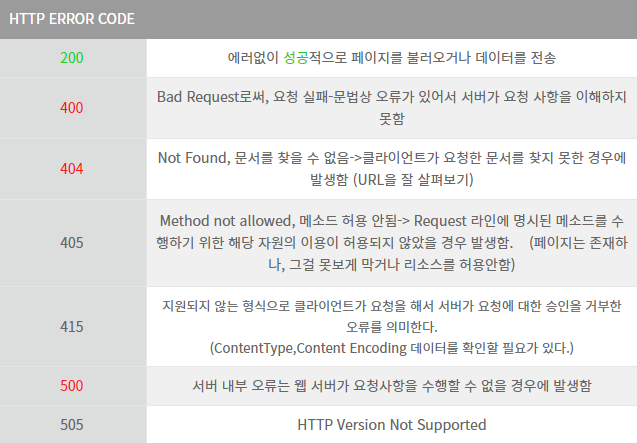 HTTP ERROR CODE
200
에러없이 성공적으로 페이지를 불러오거나 데이터를 전송
400
Bad Request로써, 요청 실패-문법상 오류가 있어서 서버가 요청 사항을 이해하지
못함
404
Not Found, 문서를 찾을 수 없음->클라이언트가 요청한 문서를 찾지 못한 경우에
발생함 (URL을 잘 살펴보기)
405
Method not allowed, 메소드 허용 안됨-> Request 라인에 명시된 메소드를 수
행하기 위한 해당 자원의 이용이 허용되지 않았을 경우 발생함. (페이지는 존재하
나, 그걸 못보게 막거나 리소스를 허용안함)
415
지원되지 않는 형식으로 클라이언트가 요청을 해서 서버가 요청에 대한 승인을 거부한
오류를 의미한다.
(ContentType,Content Encoding 데이터를 확인할 필요가 있다.)
500
서버 내부 오류는 웹 서버가 요청사항을 수행할 수 없을 경우에 발생함
505
HTTP Version Not Supported